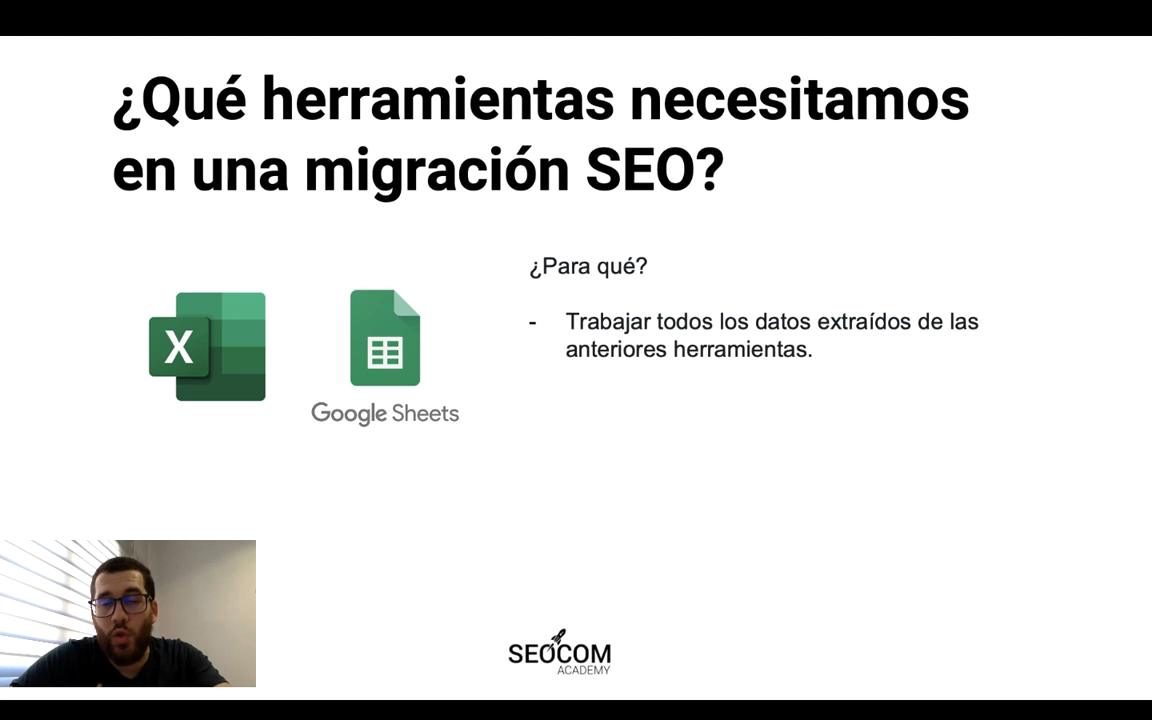 ¿Qué herramientas necesitamos
en una migración SEO?
¿Para qué?
- Trabajar todos los datos extraídos de las
anteriores herramientas.
X
Google Sheets
SEOCOM
ACADEMY